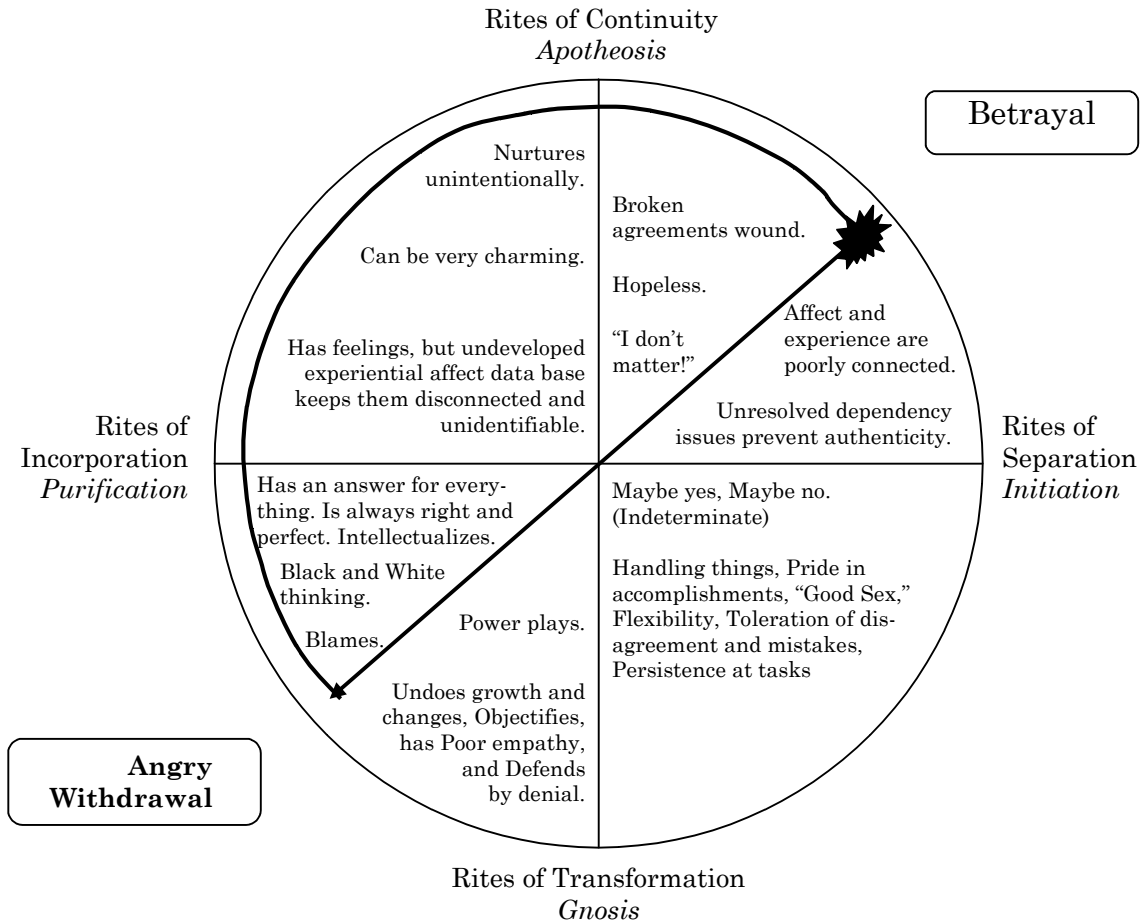 Rites of Continuity
Apotheosis
Betrayal
Nurtures
unintentionally.
Can be very charming.
Has feelings, but undeveloped
experiential affect data base
keeps them disconnected and
unidentifiable.
Broken
agreements wound.
Hopeless.
“I don’t
matter!”
Affect and
experience are
poorly connected.
Unresolved dependency
issues prevent authenticity.
Rites of
Incorporation
Purification
Rites of
Separation
Initiation
Has an answer for every-
thing. Is always right and
perfect. Intellectualizes.
Black and White
thinking.
Blames.
Power plays.
Undoes growth and
changes, Objectifies,
has Poor empathy,
and Defends
by denial.
Maybe yes, Maybe no.
(Indeterminate)
Handling things, Pride in
accomplishments, “Good Sex,”
Flexibility, Toleration of dis-
agreement and mistakes,
Persistence at tasks
Angry
Withdrawal
Rites of Transformation
Gnosis